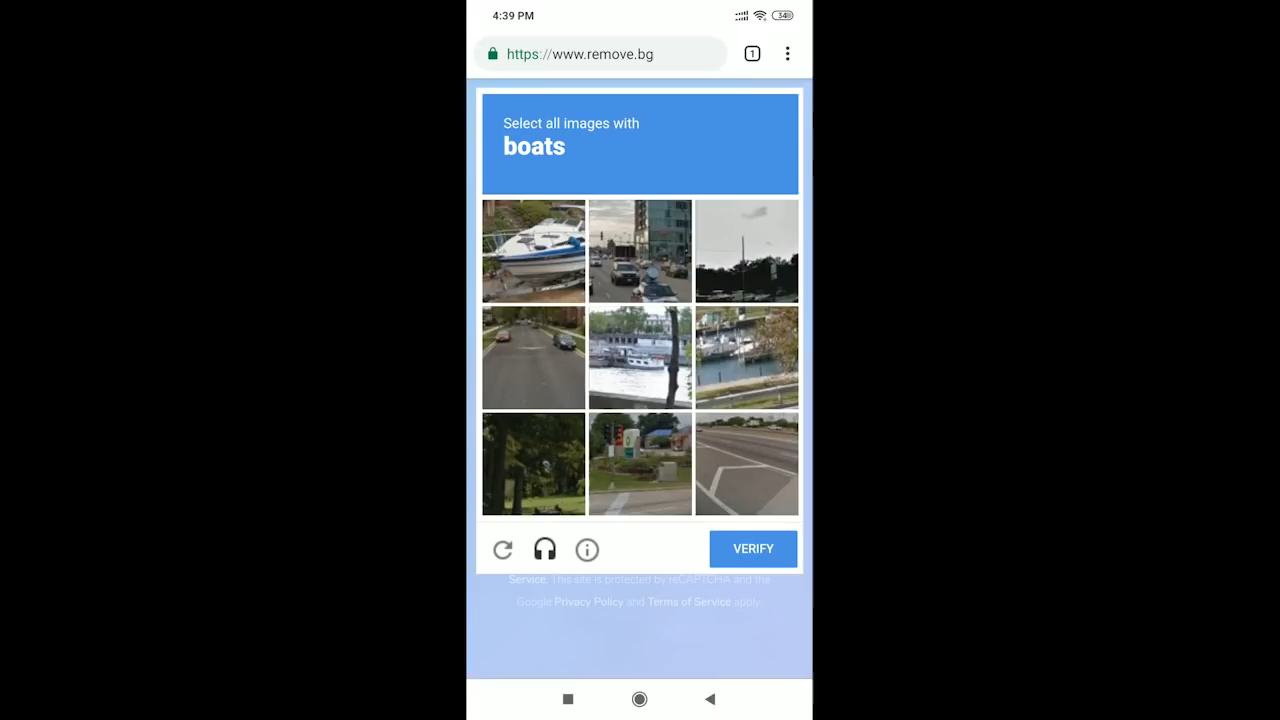 4:39 PM
34
https://www.remove.bg
1
Select all images with
boats
VERIFY
Service. This site is protected by reCAPTCHA and the
Google Privacy Policy and Terms of Service apply.